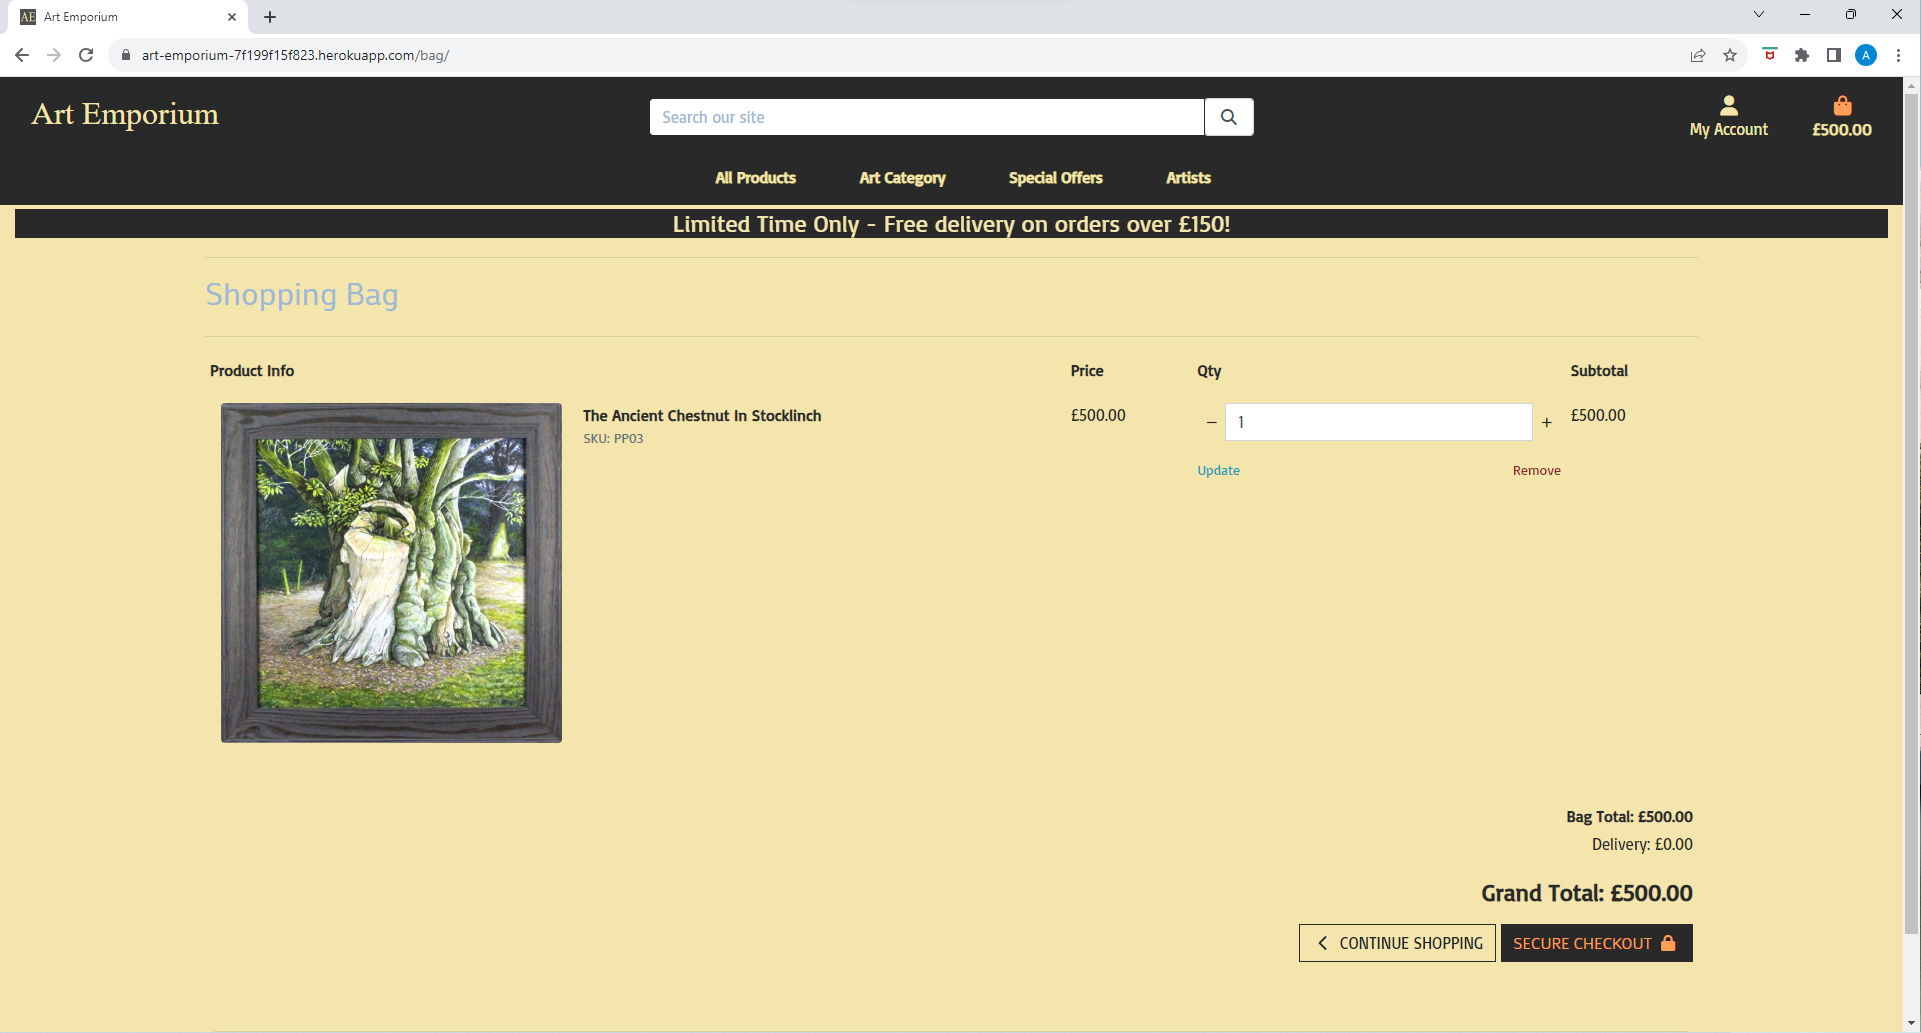 AE Art Emporium
art-emporium-7f199f15f823.herokuapp.com/bag/
A
Art Emporium
Search our site
My Account
£500.00
All Products Art Category Special Offers Artists
Limited Time Only - Free delivery on orders over £150!
Shopping Bag
Product Info Price Qty Subtotal
The Ancient Chestnut In Stocklinch £500.00 − 1 + £500.00
SKU: PP03
Update Remove
Bag Total: £500.00
Delivery: £0.00
Grand Total: £500.00
CONTINUE SHOPPING SECURE CHECKOUT